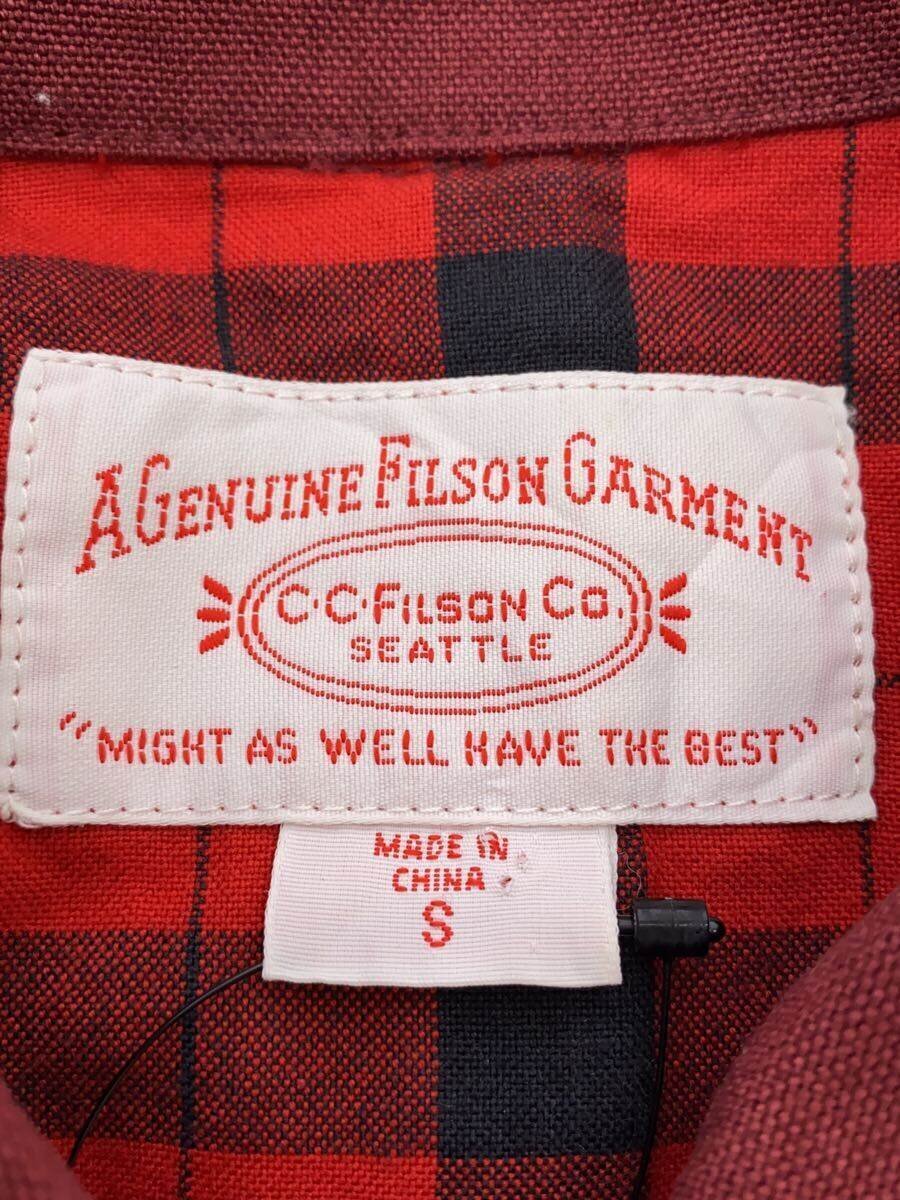 A GENUINE FILSON GARMENT
C·C·FILSON CO.
SEATTLE
"MIGHT AS WELL HAVE THE BEST"
MADE IN
CHINA
S